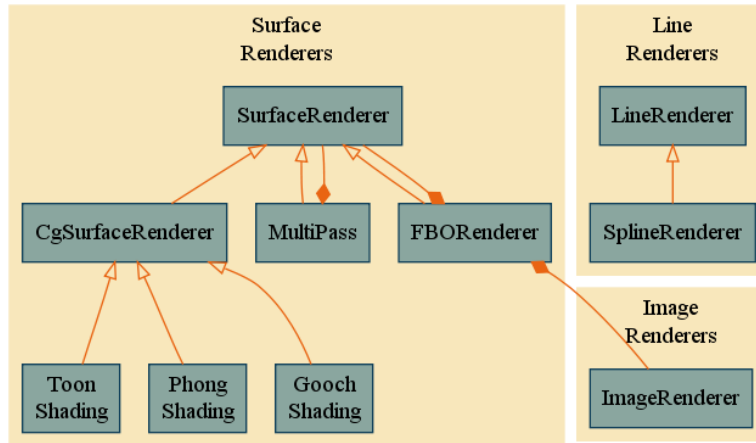 Surface
Renderers
SurfaceRenderer
CgSurfaceRenderer
MultiPass
FBORenderer
Toon
Shading
Phong
Shading
Gooch
Shading
Line
Renderers
LineRenderer
SplineRenderer
Image
Renderers
ImageRenderer